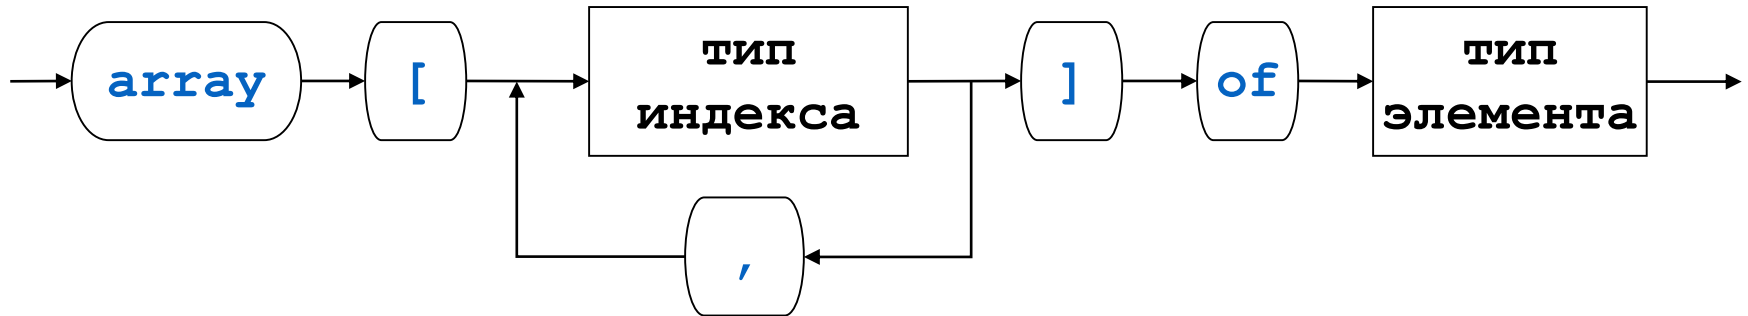 array [ тип индекса ] of тип элемента
,